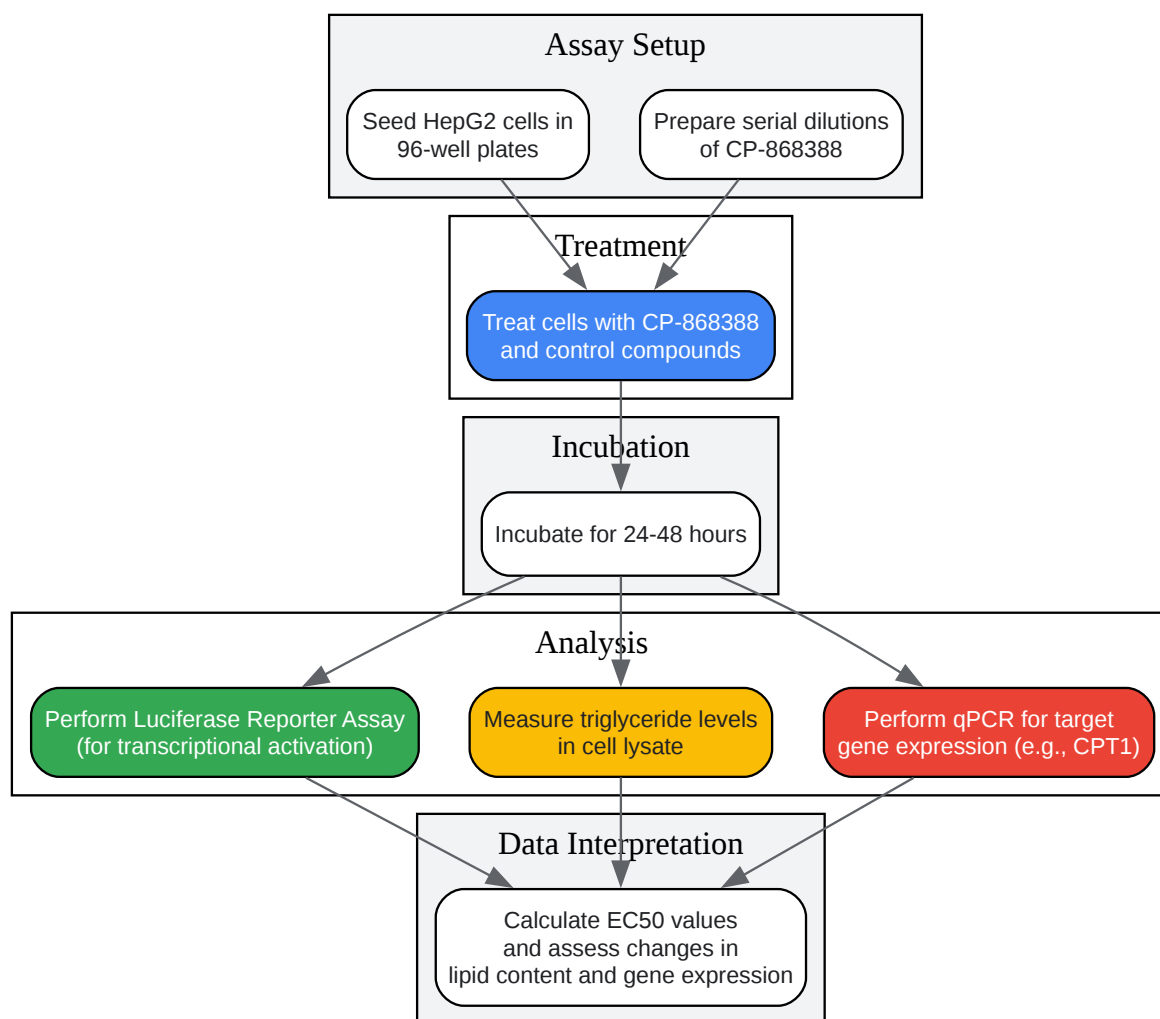 Assay Setup
Seed HepG2 cells in
96-well plates
Prepare serial dilutions
of CP-868388
Treatment
Treat cells with CP-868388
and control compounds
Incubation
Incubate for 24-48 hours
Analysis
Perform Luciferase Reporter Assay
(for transcriptional activation)
Measure triglyceride levels
in cell lysate
Perform qPCR for target
gene expression (e.g., CPT1)
Data Interpretation
Calculate EC50 values
and assess changes in
lipid content and gene expression